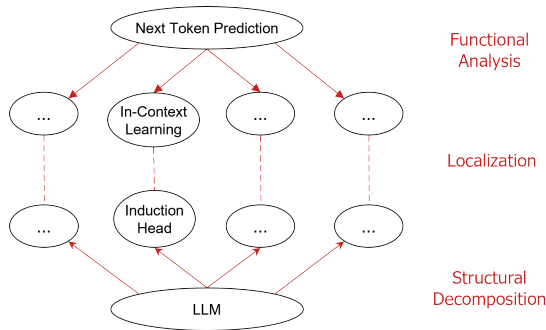 Next Token Prediction
Functional
Analysis
...
In-Context
Learning
...
...
Localization
...
Induction
Head
...
...
Structural
Decomposition
LLM